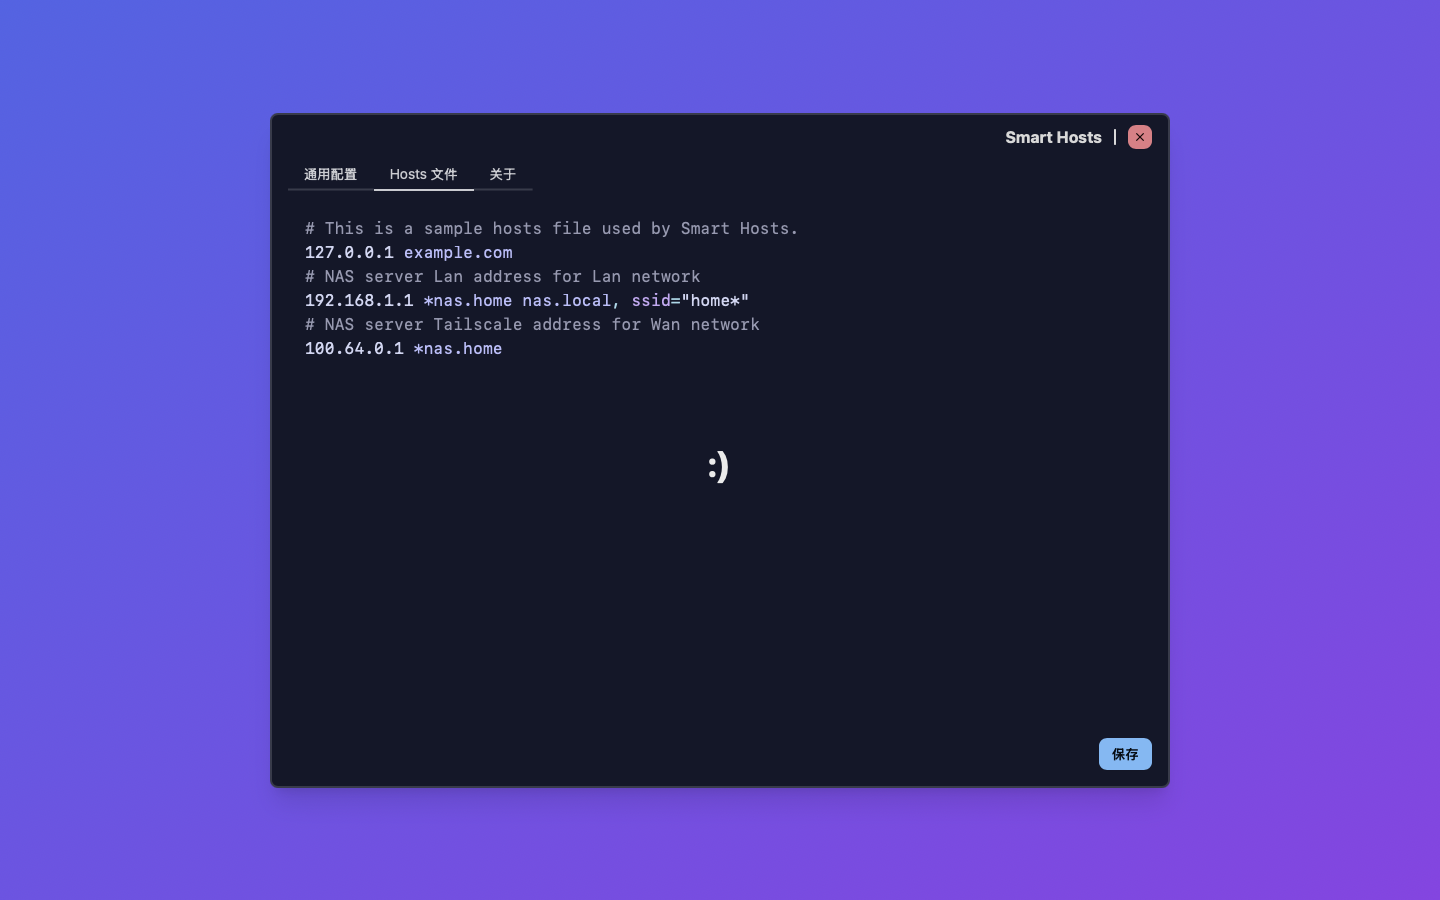 Smart Hosts
通用配置 Hosts 文件 关于
# This is a sample hosts file used by Smart Hosts.
127.0.0.1 example.com
# NAS server Lan address for Lan network
192.168.1.1 *nas.home nas.local, ssid="home*"
# NAS server Tailscale address for Wan network
100.64.0.1 *nas.home
:)
保存